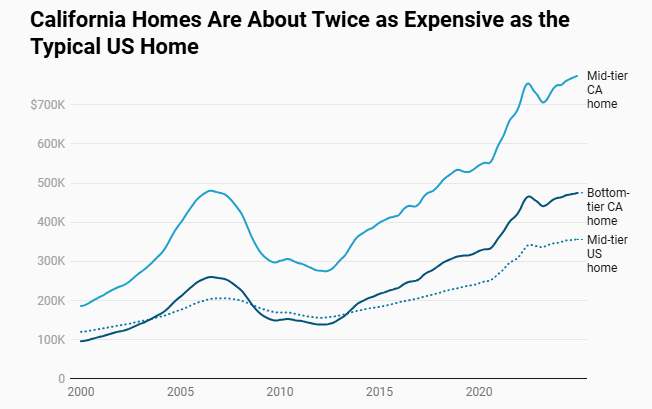 California Homes Are About Twice as Expensive as the
Typical US Home
Mid-tier
CA
home
$700K
600K
500K
Bottom-
tier CA
home
400K
Mid-tier
US
home
300K
200K
100K
0
2000
2005
2010
2015
2020